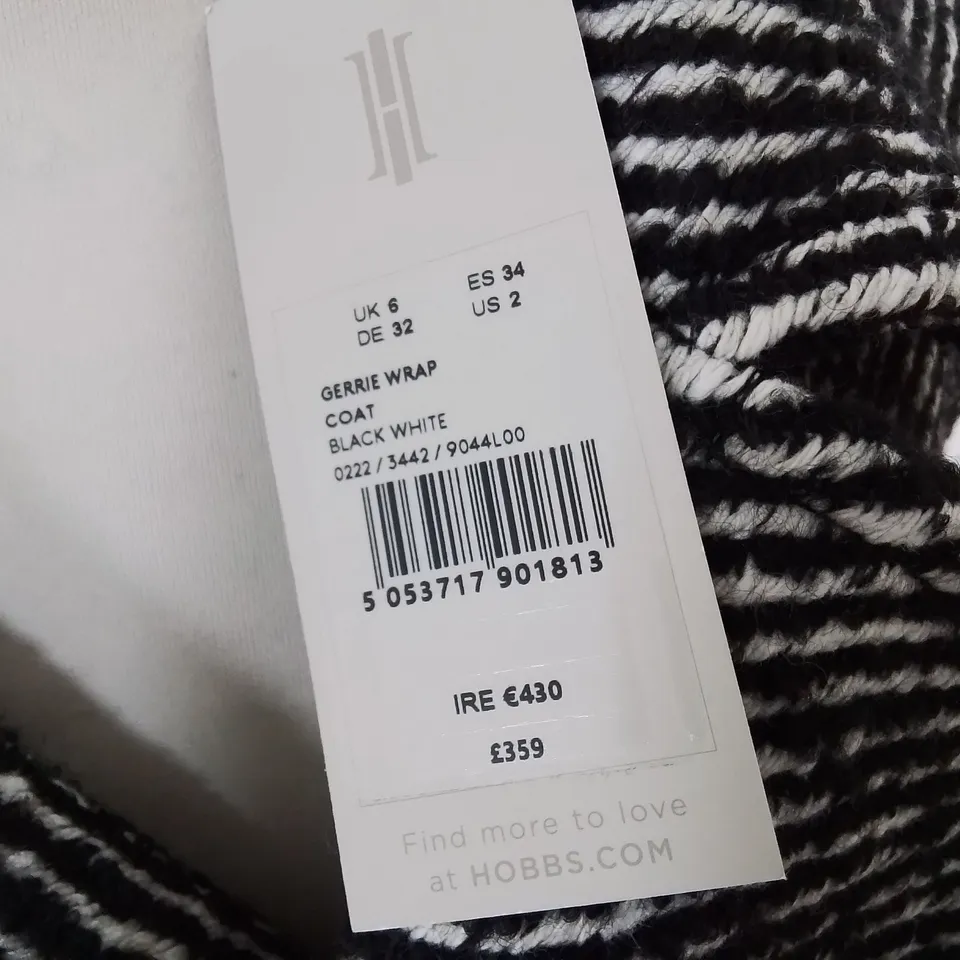 H
UK 6 ES 34
DE 32 US 2
GERRIE WRAP
COAT
BLACK WHITE
0222 / 3442 / 9044L00
5 053717 901813
IRE €430
£359
Find more to love
at HOBBS.COM